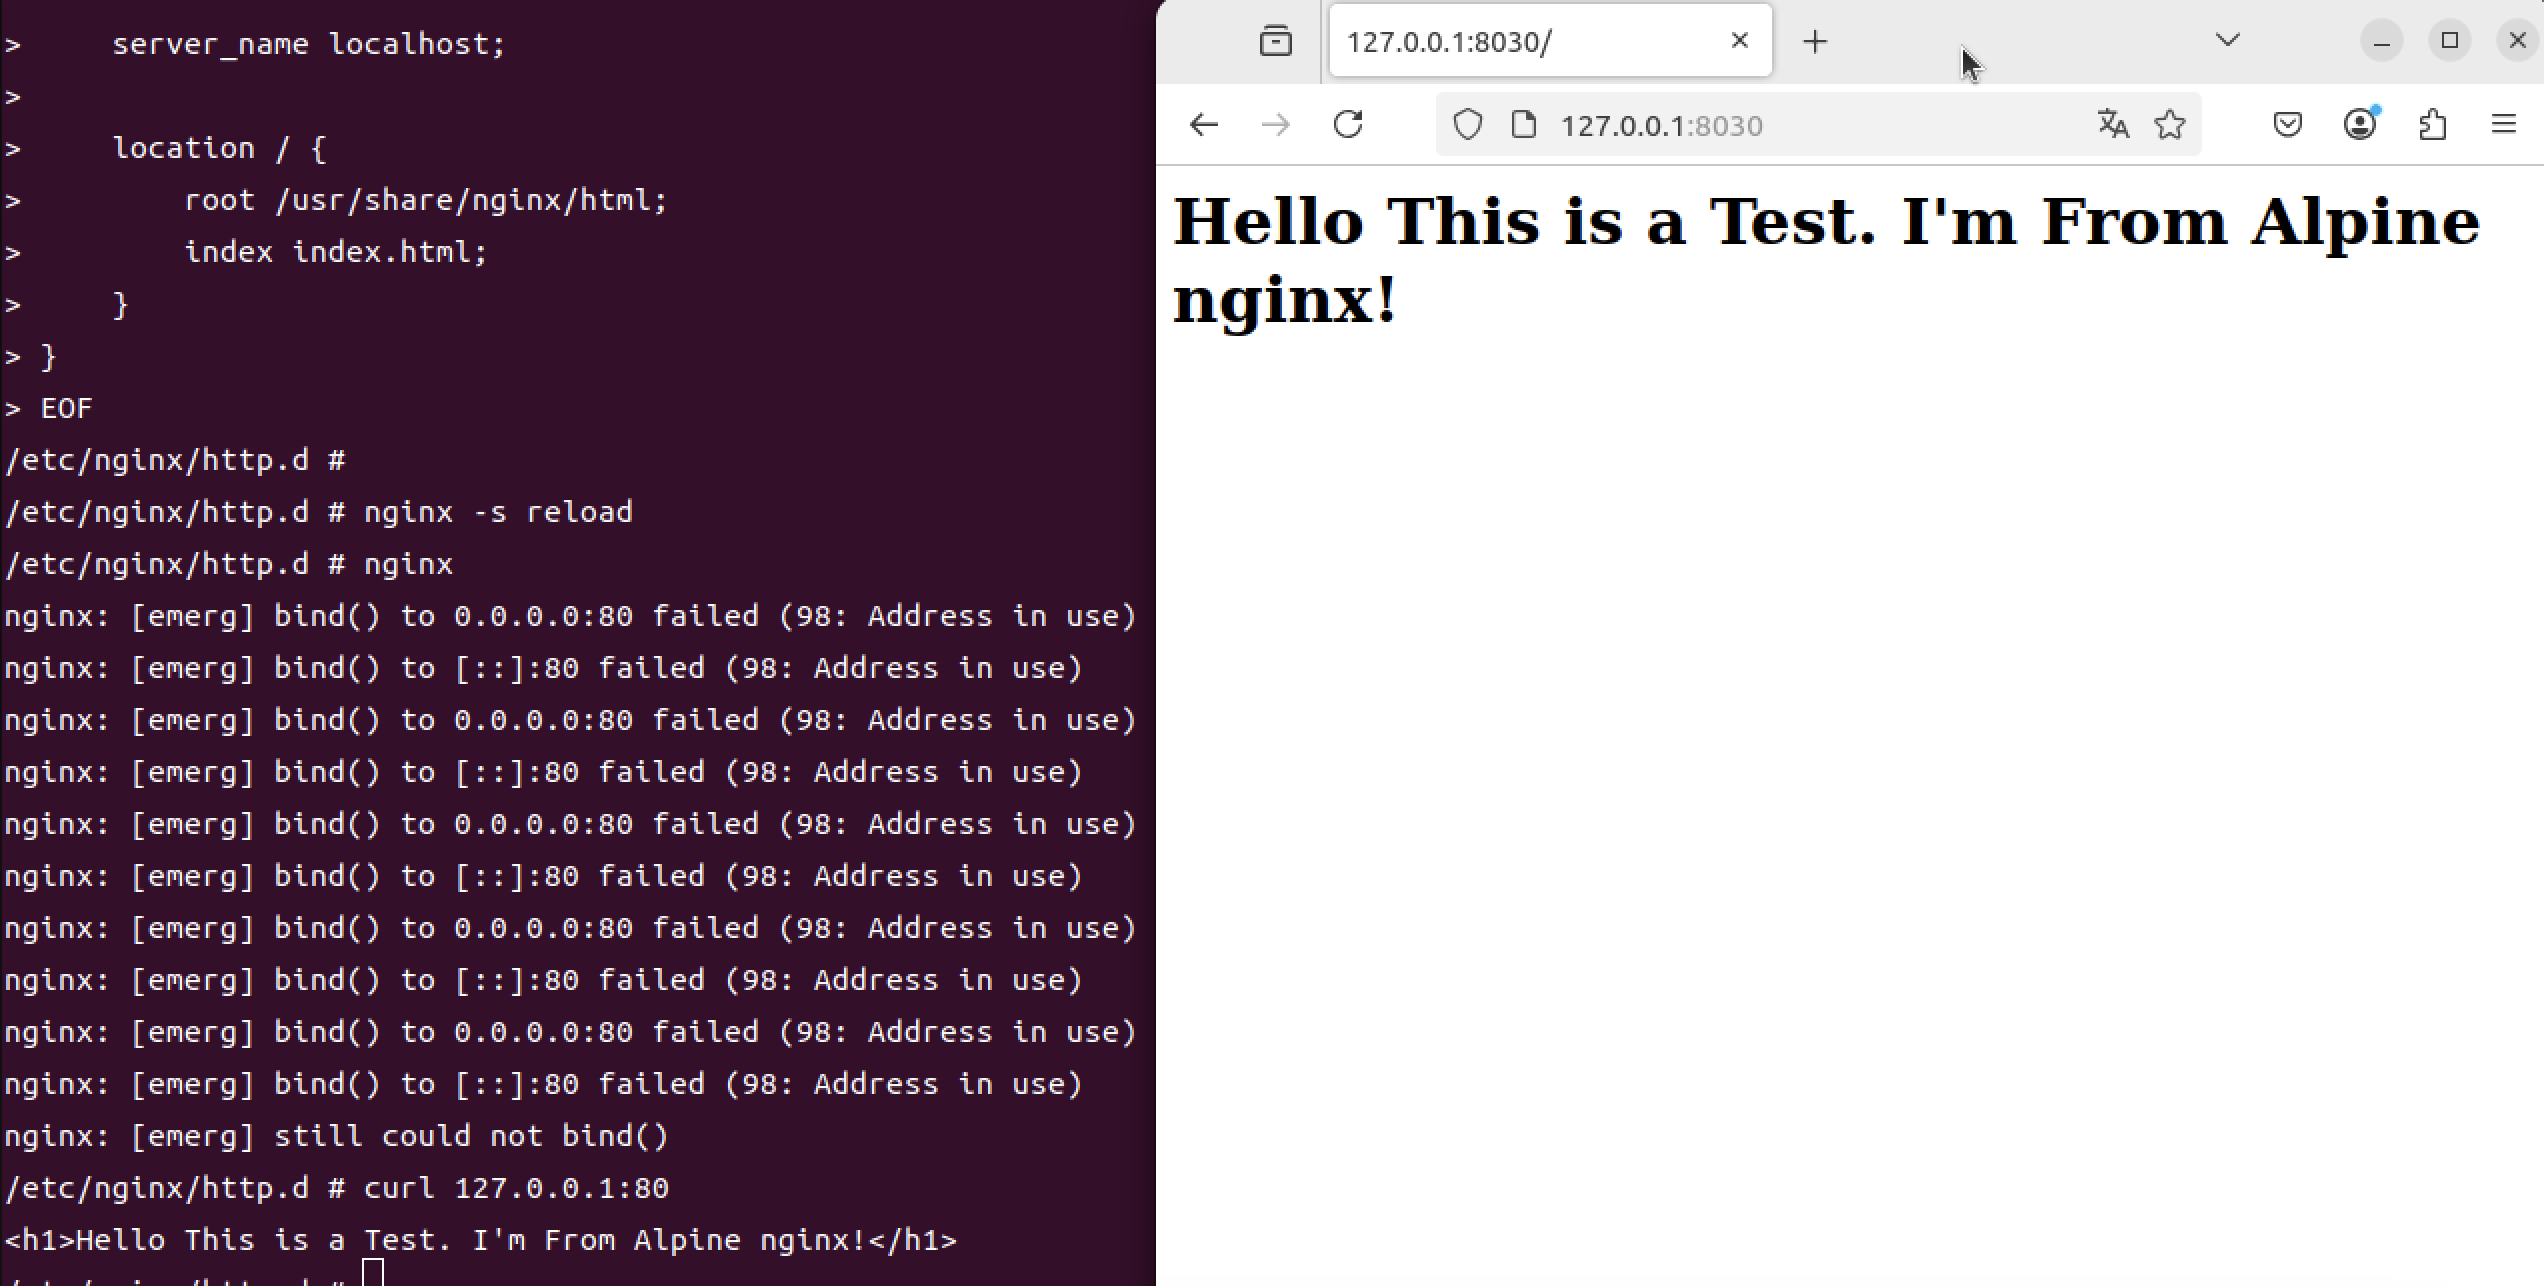 >     server_name localhost;
>
>     location / {
>         root /usr/share/nginx/html;
>         index index.html;
>     }
> }
> EOF
/etc/nginx/http.d #
/etc/nginx/http.d # nginx -s reload
/etc/nginx/http.d # nginx
nginx: [emerg] bind() to 0.0.0.0:80 failed (98: Address in use)
nginx: [emerg] bind() to [::]:80 failed (98: Address in use)
nginx: [emerg] bind() to 0.0.0.0:80 failed (98: Address in use)
nginx: [emerg] bind() to [::]:80 failed (98: Address in use)
nginx: [emerg] bind() to 0.0.0.0:80 failed (98: Address in use)
nginx: [emerg] bind() to [::]:80 failed (98: Address in use)
nginx: [emerg] bind() to 0.0.0.0:80 failed (98: Address in use)
nginx: [emerg] bind() to [::]:80 failed (98: Address in use)
nginx: [emerg] bind() to 0.0.0.0:80 failed (98: Address in use)
nginx: [emerg] bind() to [::]:80 failed (98: Address in use)
nginx: [emerg] still could not bind()
/etc/nginx/http.d # curl 127.0.0.1:80
<h1>Hello This is a Test. I'm From Alpine nginx!</h1>
127.0.0.1:8030/
127.0.0.1:8030
Hello This is a Test. I'm From Alpine
nginx!